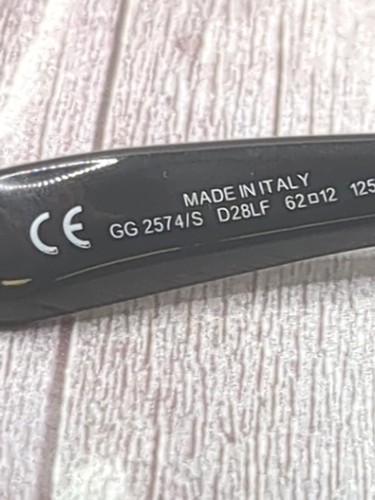 MADE IN ITALY
CE GG 2574/S D28LF 62□12 125